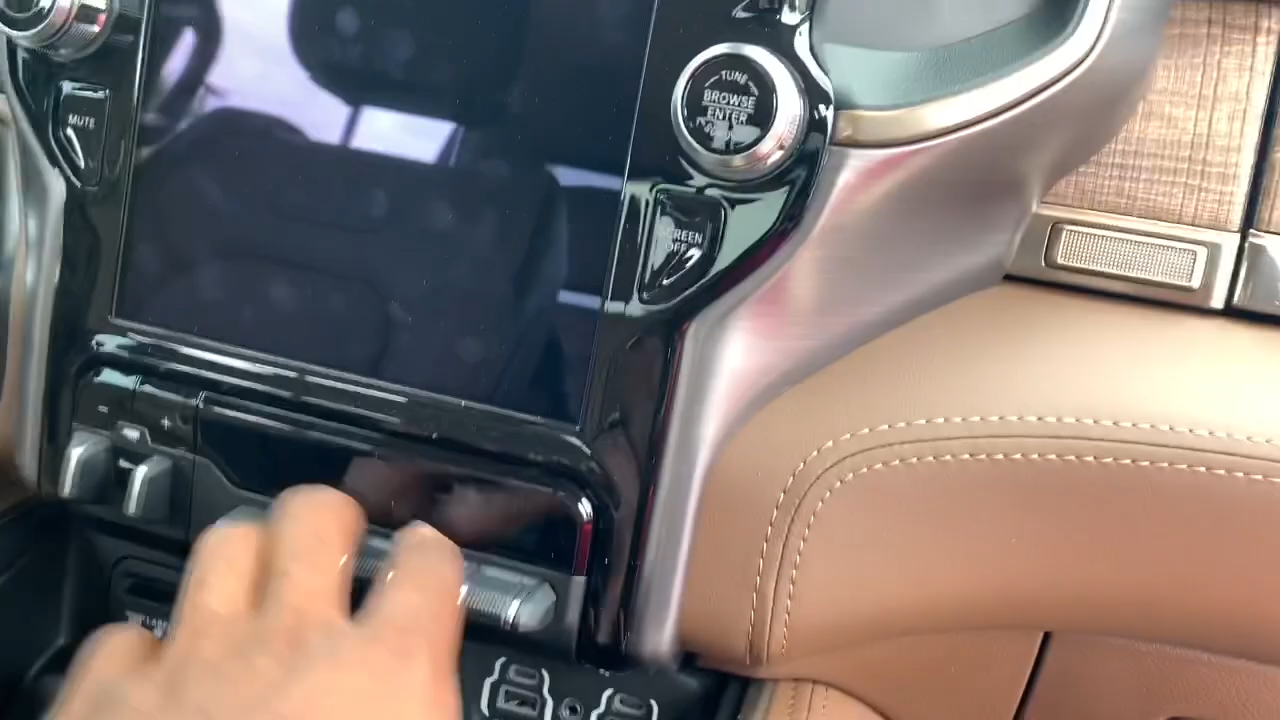 MUTE
TUNE
BROWSE
ENTER
SCREEN
OFF
-
+